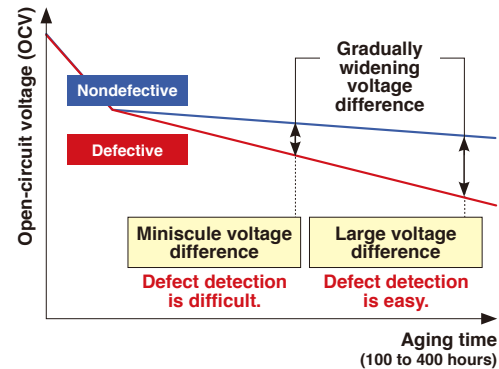 Open-circuit voltage (OCV)
Gradually
widening
voltage
difference
Nondefective
Defective
Miniscule voltage
difference
Large voltage
difference
Defect detection
is difficult.
Defect detection
is easy.
Aging time
(100 to 400 hours)